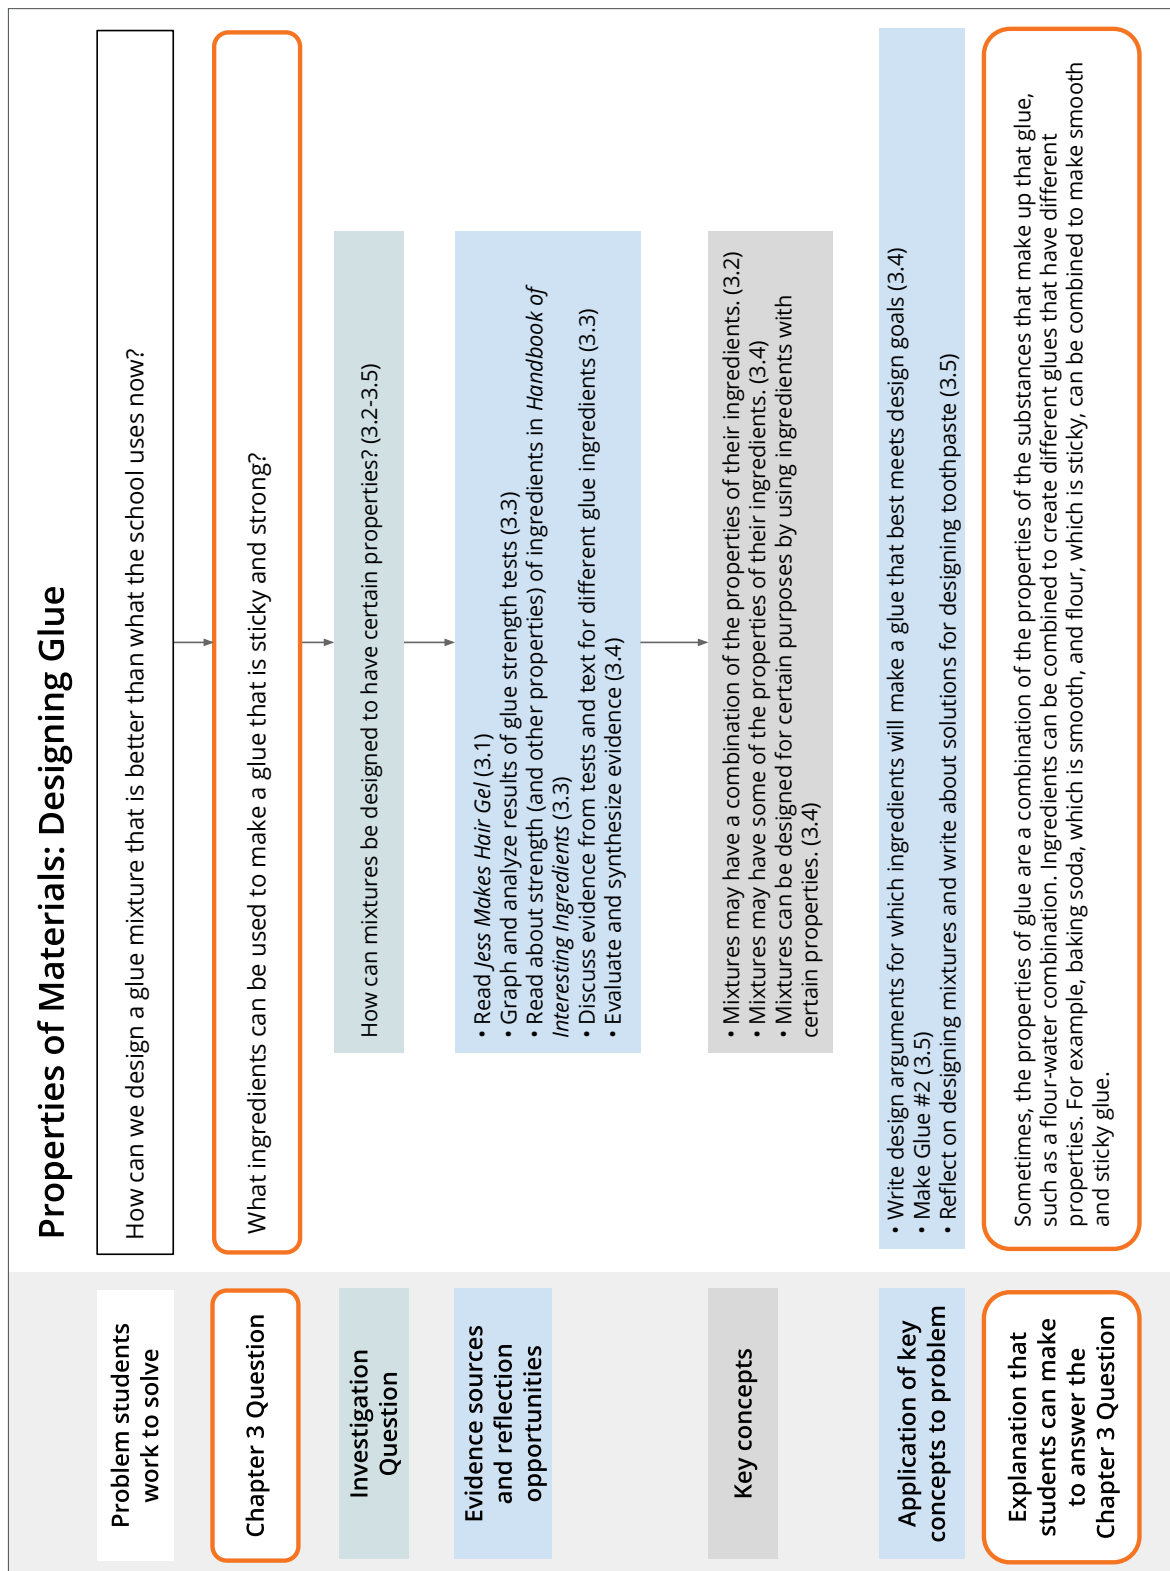 Properties of Materials: Designing Glue
Problem students
work to solve
How can we design a glue mixture that is better than what the school uses now?
Chapter 3 Question
What ingredients can be used to make a glue that is sticky and strong?
Investigation
Question
How can mixtures be designed to have certain properties? (3.2-3.5)
Evidence sources
and reflection
opportunities
• Read Jess Makes Hair Gel (3.1)
• Graph and analyze results of glue strength tests (3.3)
• Read about strength (and other properties) of ingredients in Handbook of
Interesting Ingredients (3.3)
• Discuss evidence from tests and text for different glue ingredients (3.3)
• Evaluate and synthesize evidence (3.4)
Key concepts
• Mixtures may have a combination of the properties of their ingredients. (3.2)
• Mixtures may have some of the properties of their ingredients. (3.4)
• Mixtures can be designed for certain purposes by using ingredients with
certain properties. (3.4)
Application of key
concepts to problem
• Write design arguments for which ingredients will make a glue that best meets design goals (3.4)
• Make Glue #2 (3.5)
• Reflect on designing mixtures and write about solutions for designing toothpaste (3.5)
Explanation that
students can make
to answer the
Chapter 3 Question
Sometimes, the properties of glue are a combination of the properties of the substances that make up that glue,
such as a flour-water combination. Ingredients can be combined to create different glues that have different
properties. For example, baking soda, which is smooth, and flour, which is sticky, can be combined to make smooth
and sticky glue.